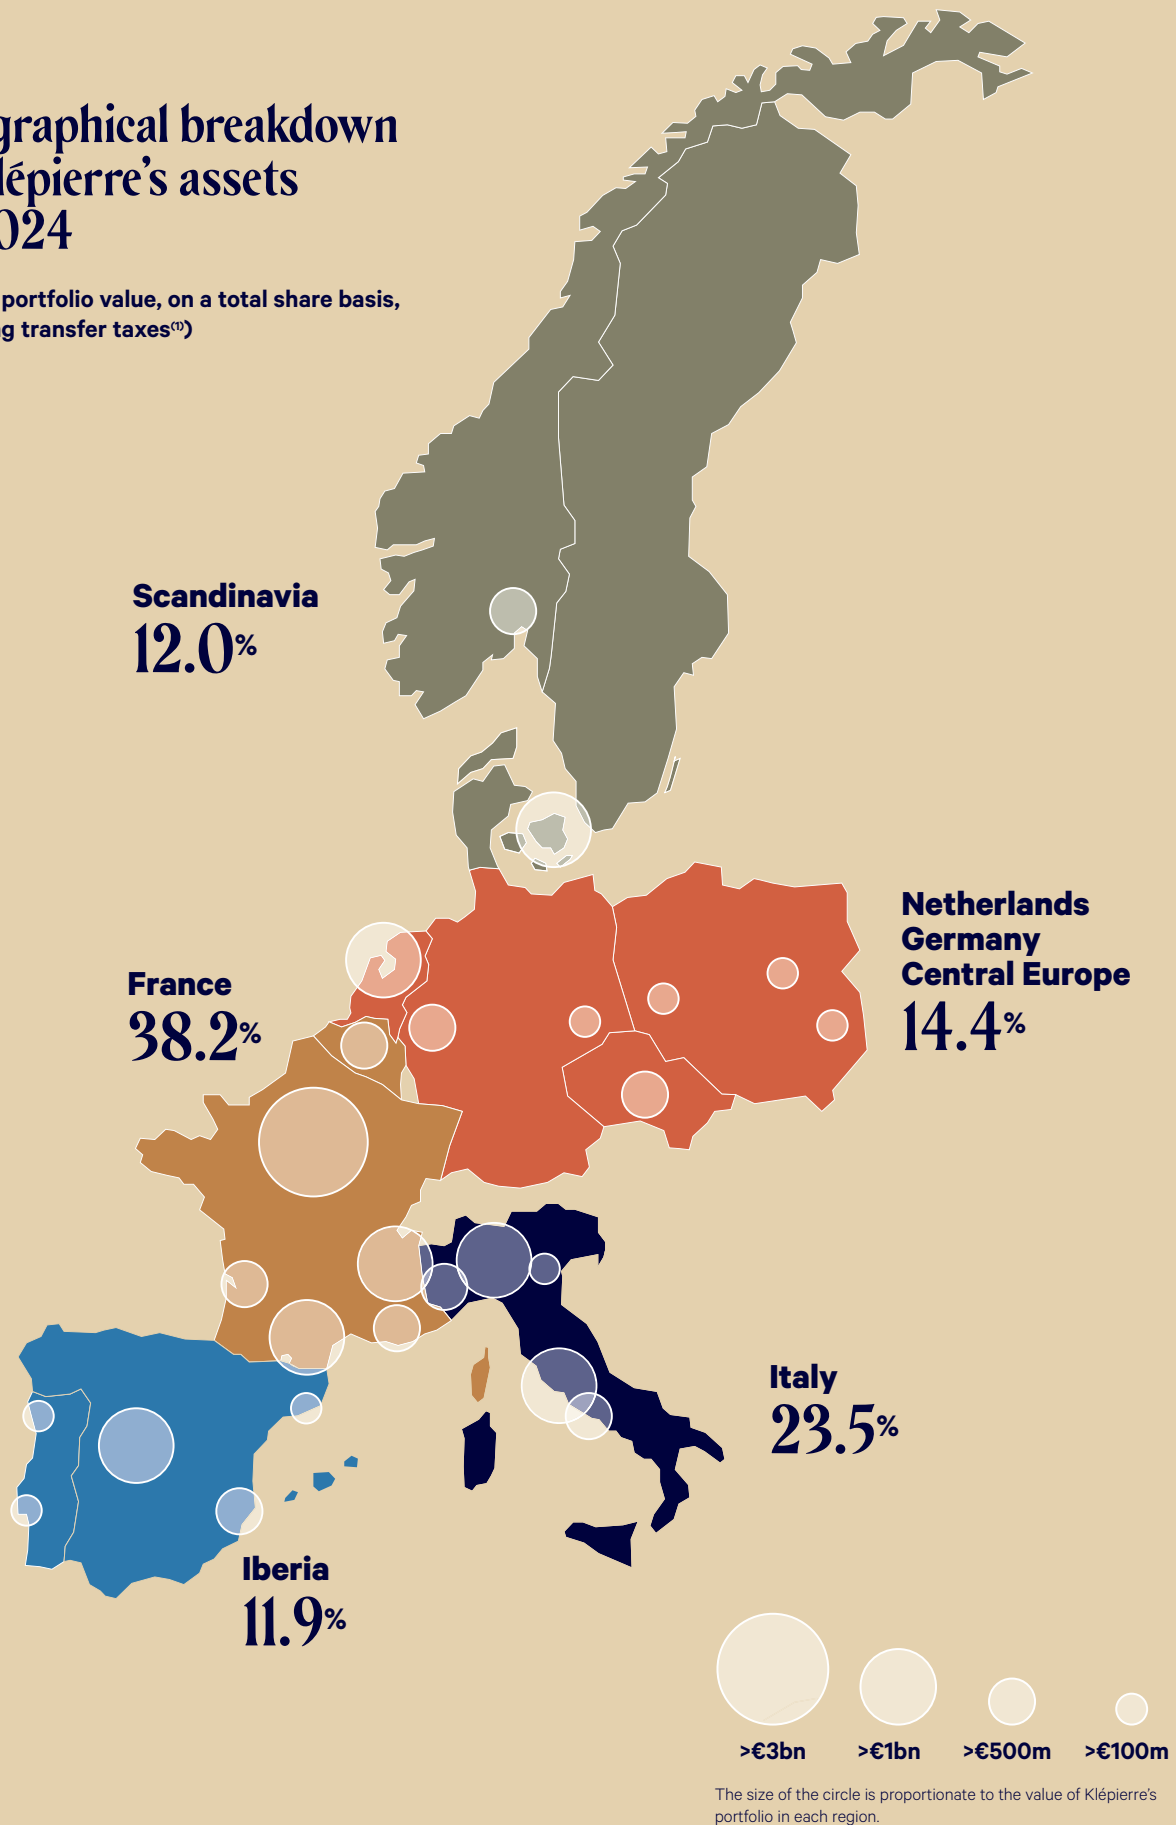 graphical breakdown
lépierre’s assets
024
portfolio value, on a total share basis,
g transfer taxes(1))
Scandinavia
12.0%
Netherlands
Germany
Central Europe
14.4%
France
38.2%
Italy
23.5%
Iberia
11.9%
>€3bn >€1bn >€500m >€100m
The size of the circle is proportionate to the value of Klépierre’s
portfolio in each region.